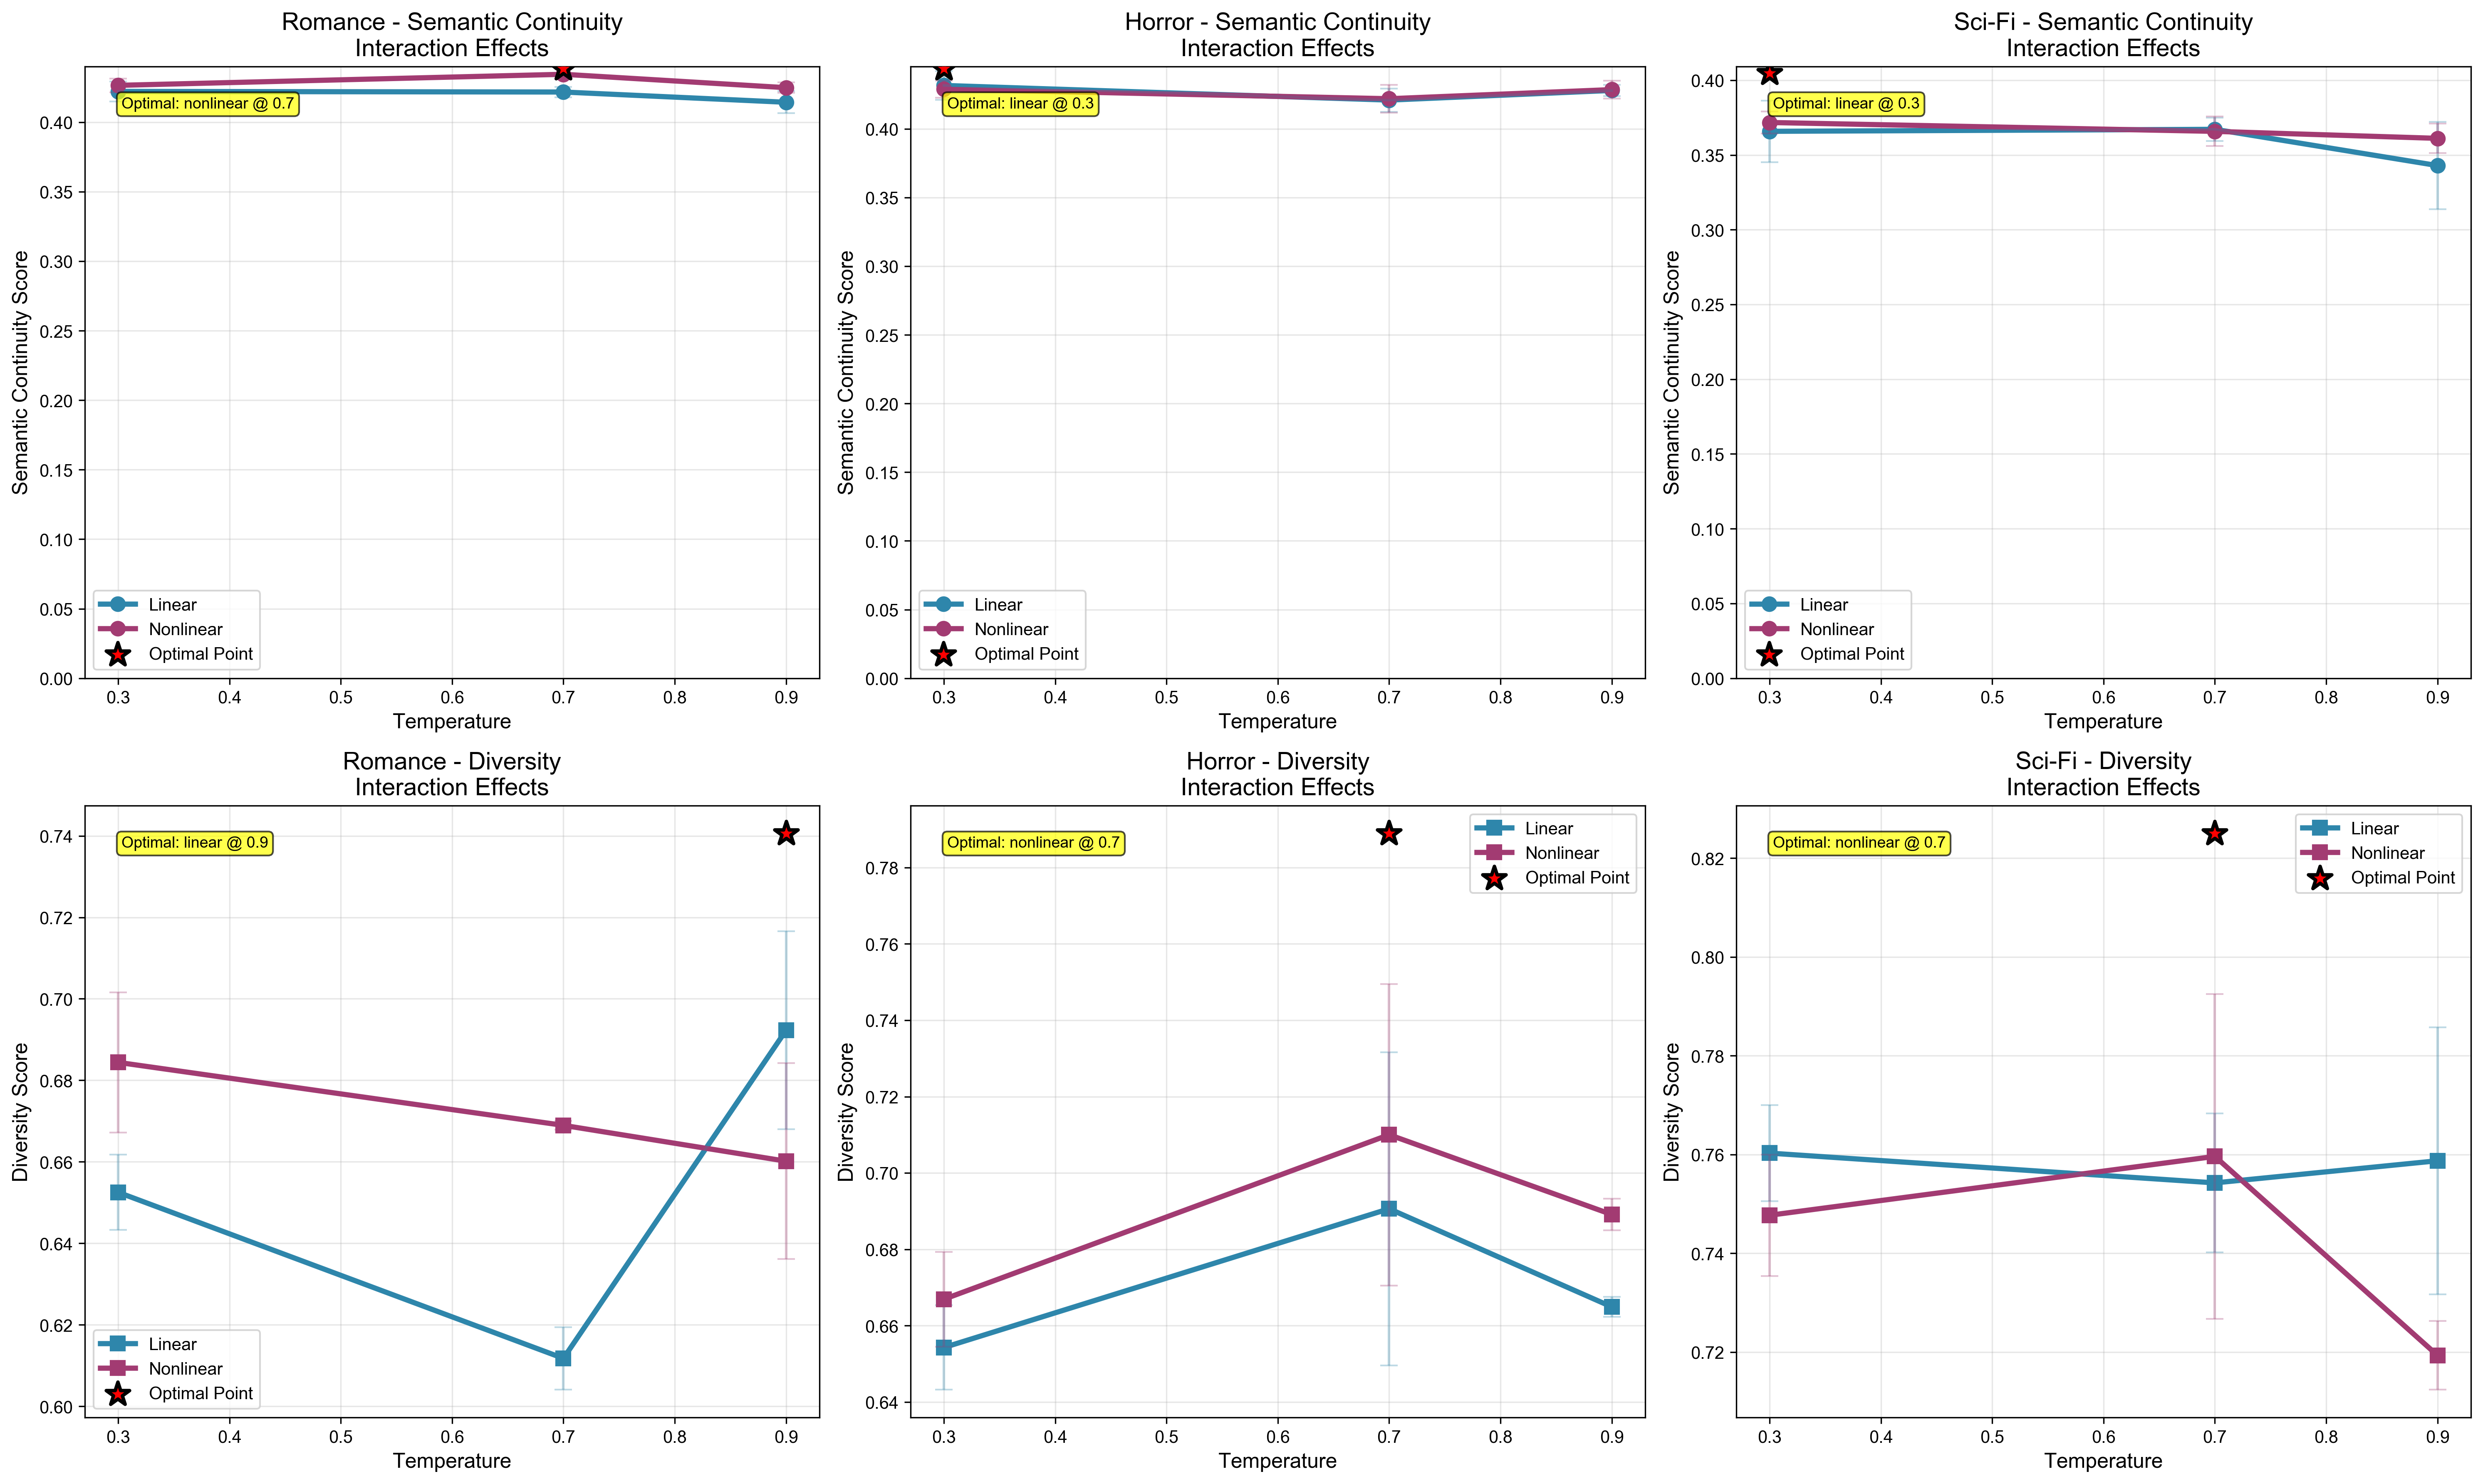 Romance - Semantic Continuity
Interaction Effects
Semantic Continuity Score
0.40
0.35
0.30
0.25
0.20
0.15
0.10
0.05
0.00
Optimal: nonlinear @ 0.7
Linear
Nonlinear
Optimal Point
0.3 0.4 0.5 0.6 0.7 0.8 0.9
Temperature
Horror - Semantic Continuity
Interaction Effects
Semantic Continuity Score
0.40
0.35
0.30
0.25
0.20
0.15
0.10
0.05
0.00
Optimal: linear @ 0.3
Linear
Nonlinear
Optimal Point
0.3 0.4 0.5 0.6 0.7 0.8 0.9
Temperature
Sci-Fi - Semantic Continuity
Interaction Effects
Semantic Continuity Score
0.40
0.35
0.30
0.25
0.20
0.15
0.10
0.05
0.00
Optimal: linear @ 0.3
Linear
Nonlinear
Optimal Point
0.3 0.4 0.5 0.6 0.7 0.8 0.9
Temperature
Romance - Diversity
Interaction Effects
Diversity Score
0.74
0.72
0.70
0.68
0.66
0.64
0.62
0.60
Optimal: linear @ 0.9
Linear
Nonlinear
Optimal Point
0.3 0.4 0.5 0.6 0.7 0.8 0.9
Temperature
Horror - Diversity
Interaction Effects
Diversity Score
0.78
0.76
0.74
0.72
0.70
0.68
0.66
0.64
Optimal: nonlinear @ 0.7
Linear
Nonlinear
Optimal Point
0.3 0.4 0.5 0.6 0.7 0.8 0.9
Temperature
Sci-Fi - Diversity
Interaction Effects
Diversity Score
0.82
0.80
0.78
0.76
0.74
0.72
Optimal: nonlinear @ 0.7
Linear
Nonlinear
Optimal Point
0.3 0.4 0.5 0.6 0.7 0.8 0.9
Temperature